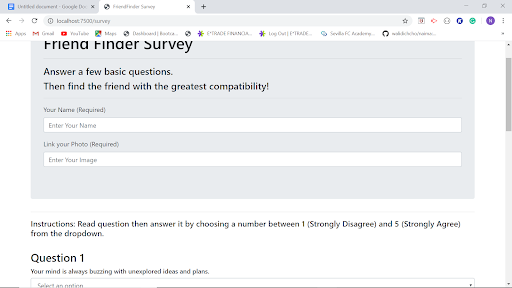 Untitled document - Google Doc
FriendFinder Survey
localhost:7500/survey
Apps
Gmail
YouTube
Maps
Dashboard | Bootca...
E*TRADE FINANCIA...
Log Out | E*TRADE...
Sevilla FC Academy...
Friend Finder Survey
Answer a few basic questions.
Then find the friend with the greatest compatibility!
Your Name (Required)
Enter Your Name
Link your Photo (Required)
Enter Your Image
Instructions: Read question then answer it by choosing a number between 1 (Strongly Disagree) and 5 (Strongly Agree)
from the dropdown.
Question 1
Your mind is always buzzing with unexplored ideas and plans.
Select an option